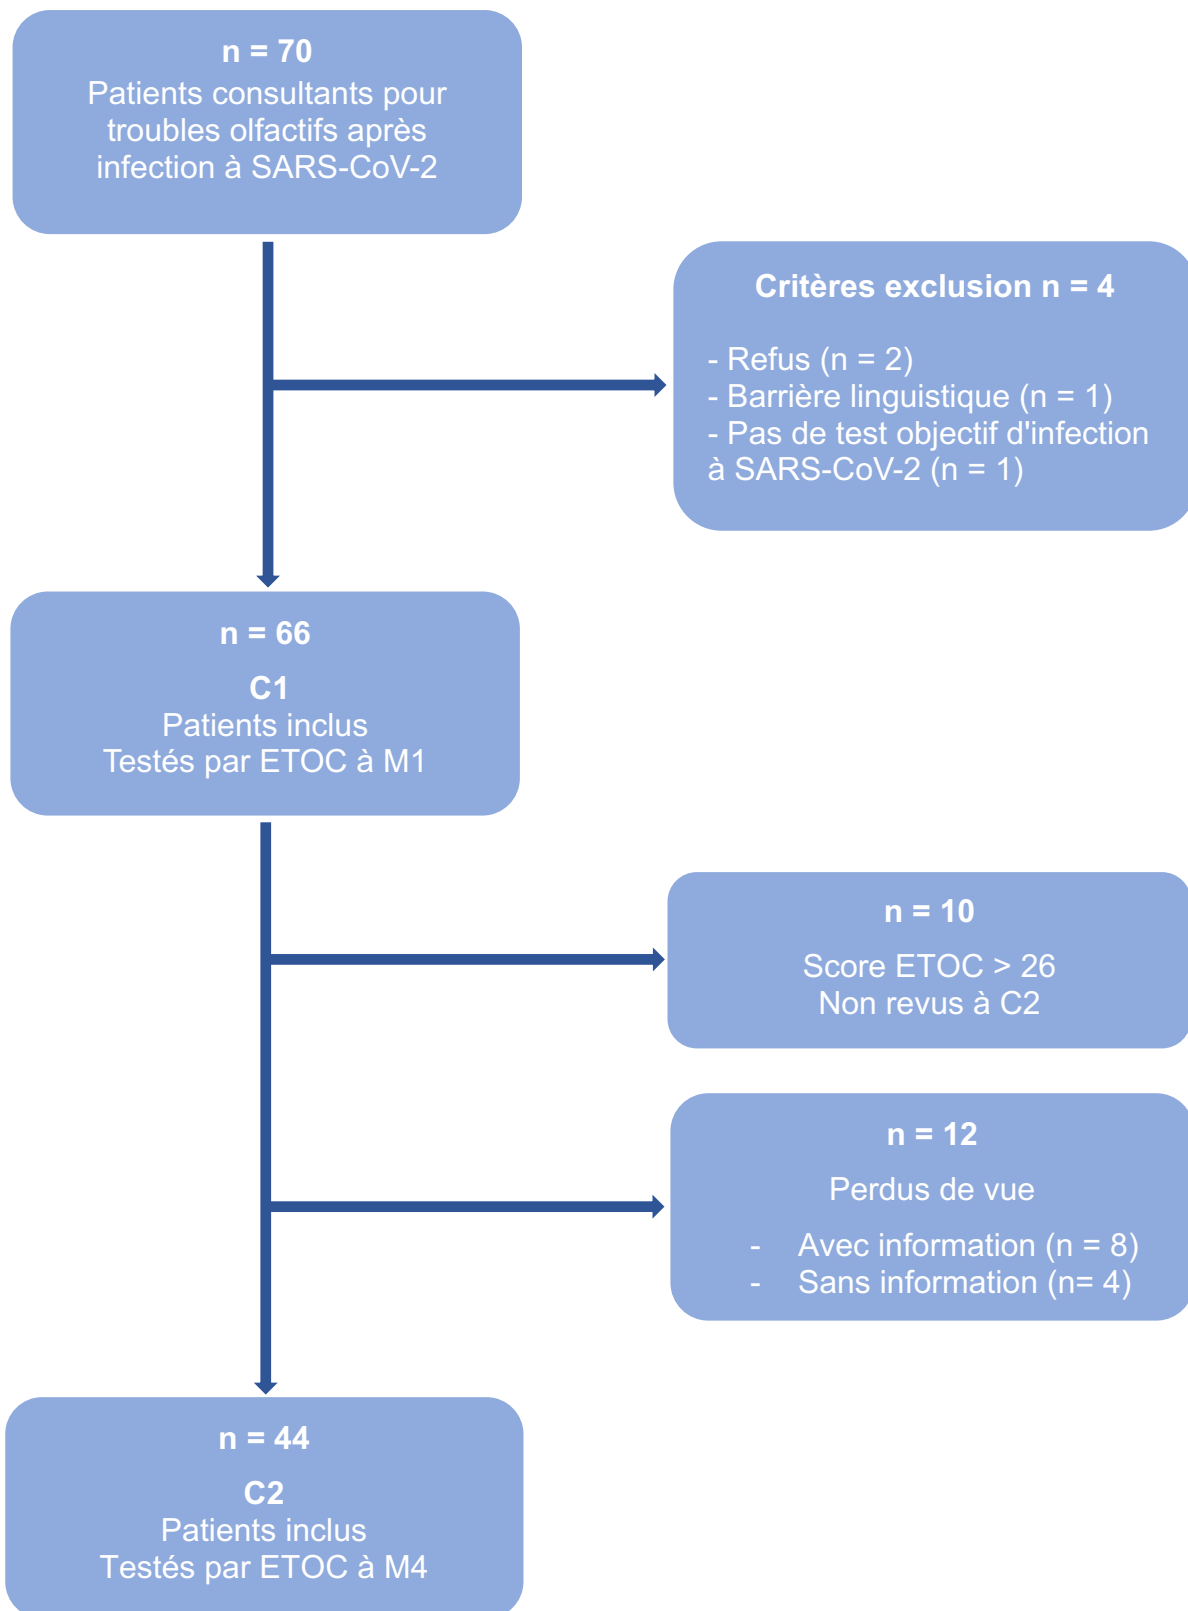 n = 70
Patients consultants pour
troubles olfactifs après
infection à SARS-CoV-2
Critères exclusion n = 4
- Refus (n = 2)
- Barrière linguistique (n = 1)
- Pas de test objectif d'infection
à SARS-CoV-2 (n = 1)
n = 66
C1
Patients inclus
Testés par ETOC à M1
n = 10
Score ETOC > 26
Non revus à C2
n = 12
Perdus de vue
- Avec information (n = 8)
- Sans information (n= 4)
n = 44
C2
Patients inclus
Testés par ETOC à M4